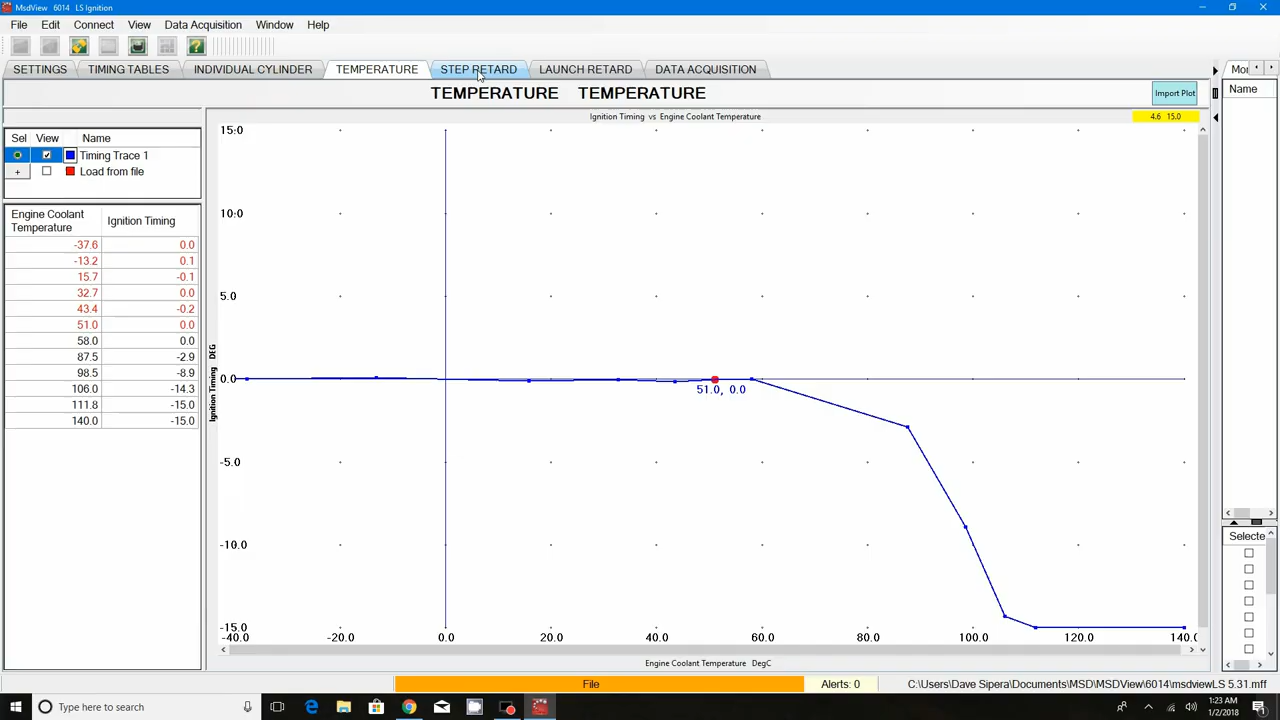 MsdView 6014 LS Ignition
File Edit Connect View Data Acquisition Window Help
SETTINGS TIMING TABLES INDIVIDUAL CYLINDER TEMPERATURE STEP RETARD LAUNCH RETARD DATA ACQUISITION
TEMPERATURE TEMPERATURE
Import Plot
Name
Ignition Timing vs Engine Coolant Temperature
4.6 15.0
Sel View Name
Timing Trace 1
+ Load from file
Engine Coolant Temperature Ignition Timing
-37.6 0.0
-13.2 0.1
15.7 -0.1
32.7 0.0
43.4 -0.2
51.0 0.0
58.0 0.0
87.5 -2.9
98.5 -8.9
106.0 -14.3
111.8 -15.0
140.0 -15.0
15:0
10:0
5.0
0.0
-5.0
-10.0
-15.0
Ignition Timing DEG
51.0, 0.0
-40.0 -20.0 0.0 20.0 40.0 60.0 80.0 100.0 120.0 140.0
Engine Coolant Temperature DegC
Selecte
File
Alerts: 0
C:\Users\Dave Sipera\Documents\MSD\MSDView\6014\msdviewLS 5.31.mff
Type here to search
1:23 AM
1/2/2018